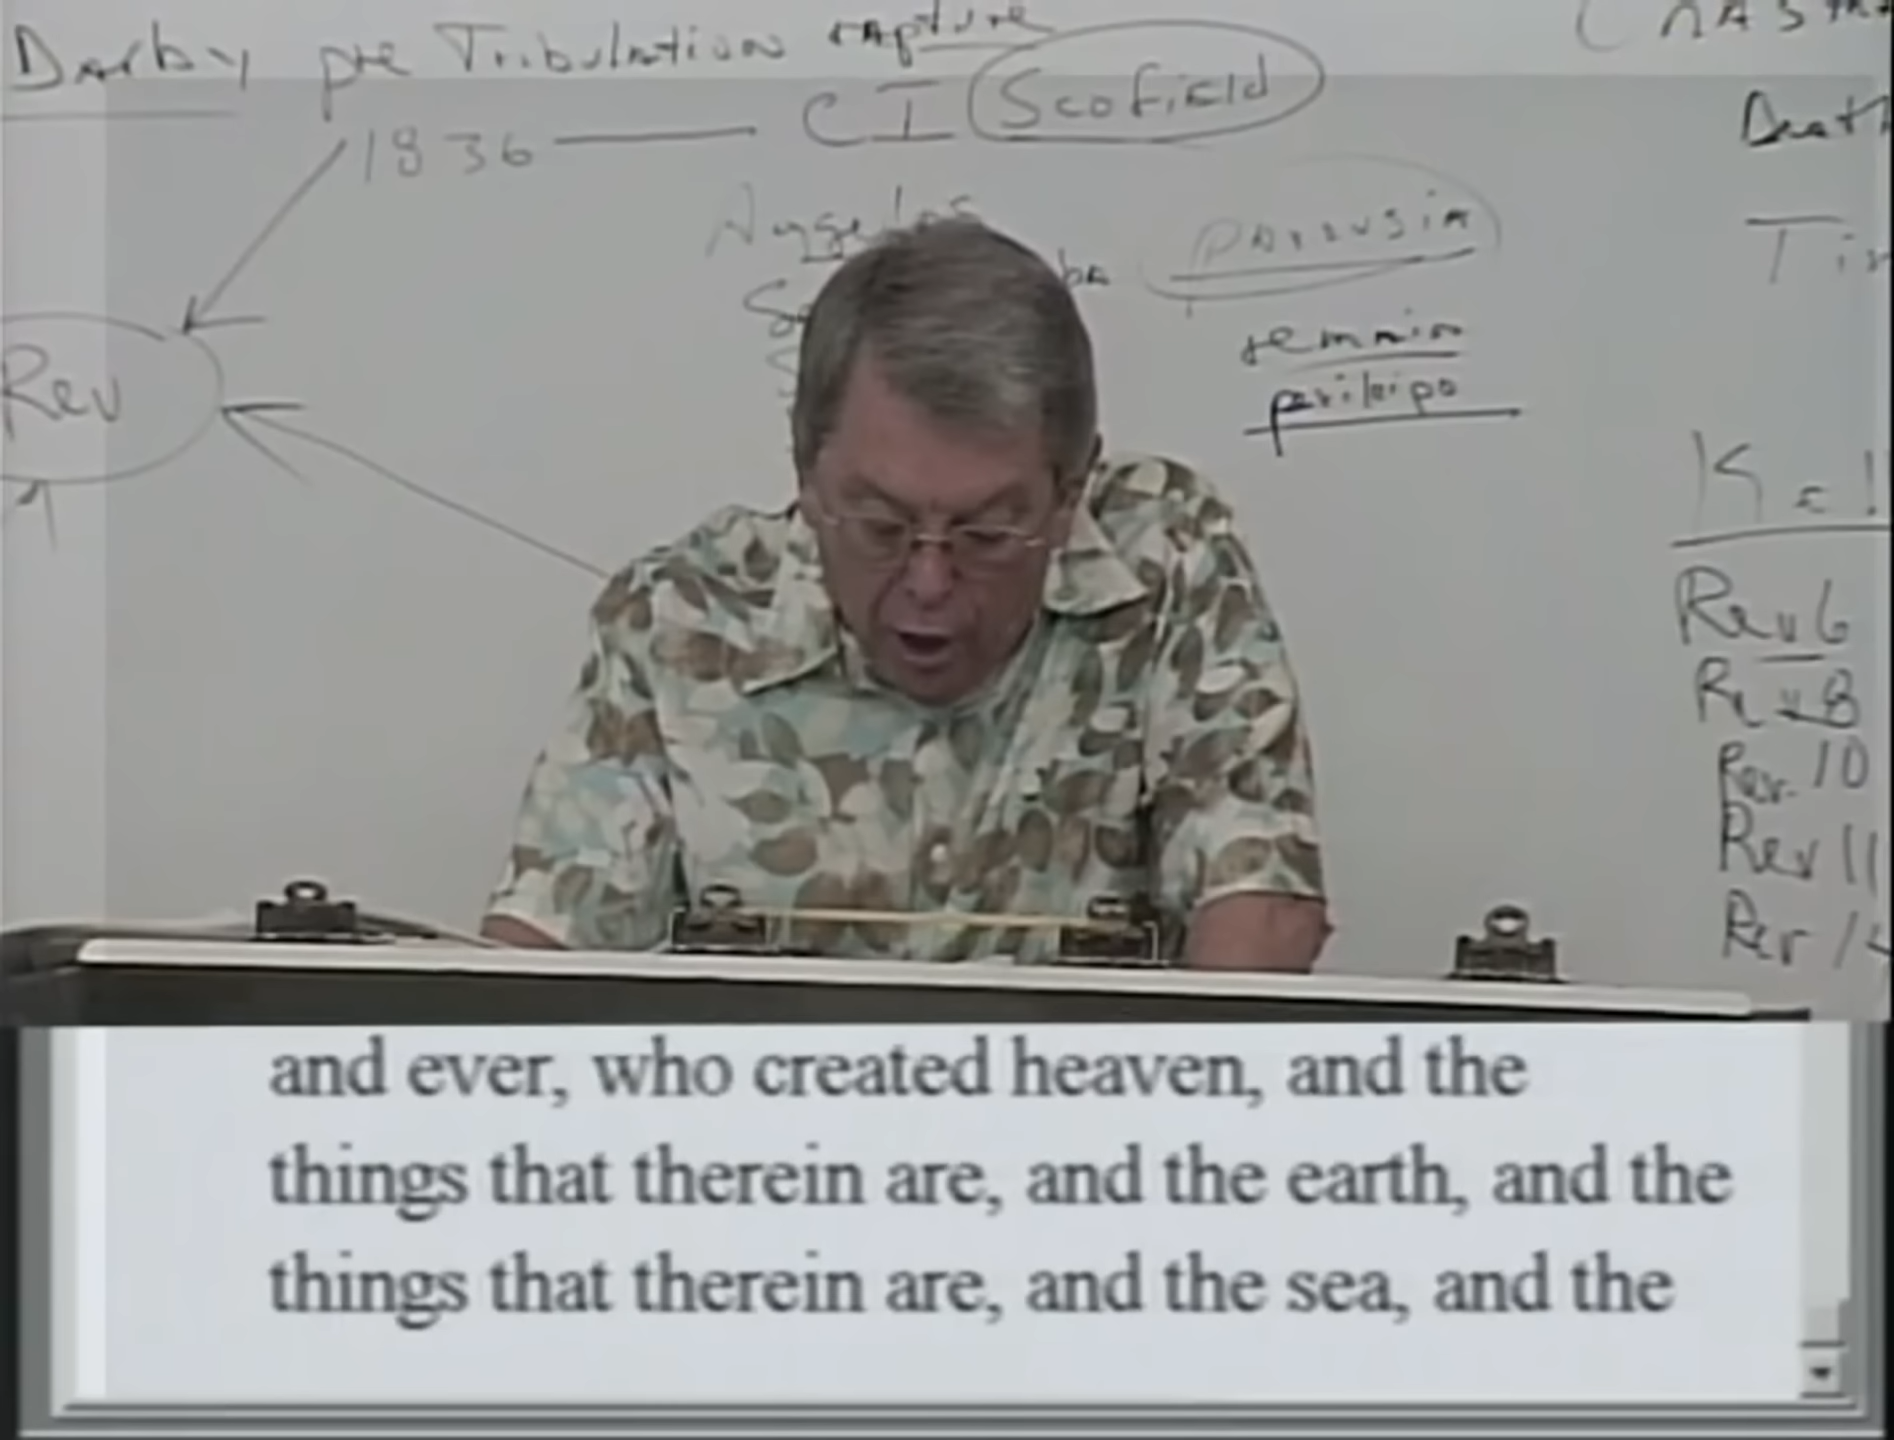 Darby pre Tribulation rapture
1836 CI Scofield
parousia
remain
Rev
Rev 6
Rev 8
Rev. 10
Rev 11
and ever, who created heaven, and the
things that therein are, and the earth, and the
things that therein are, and the sea, and the